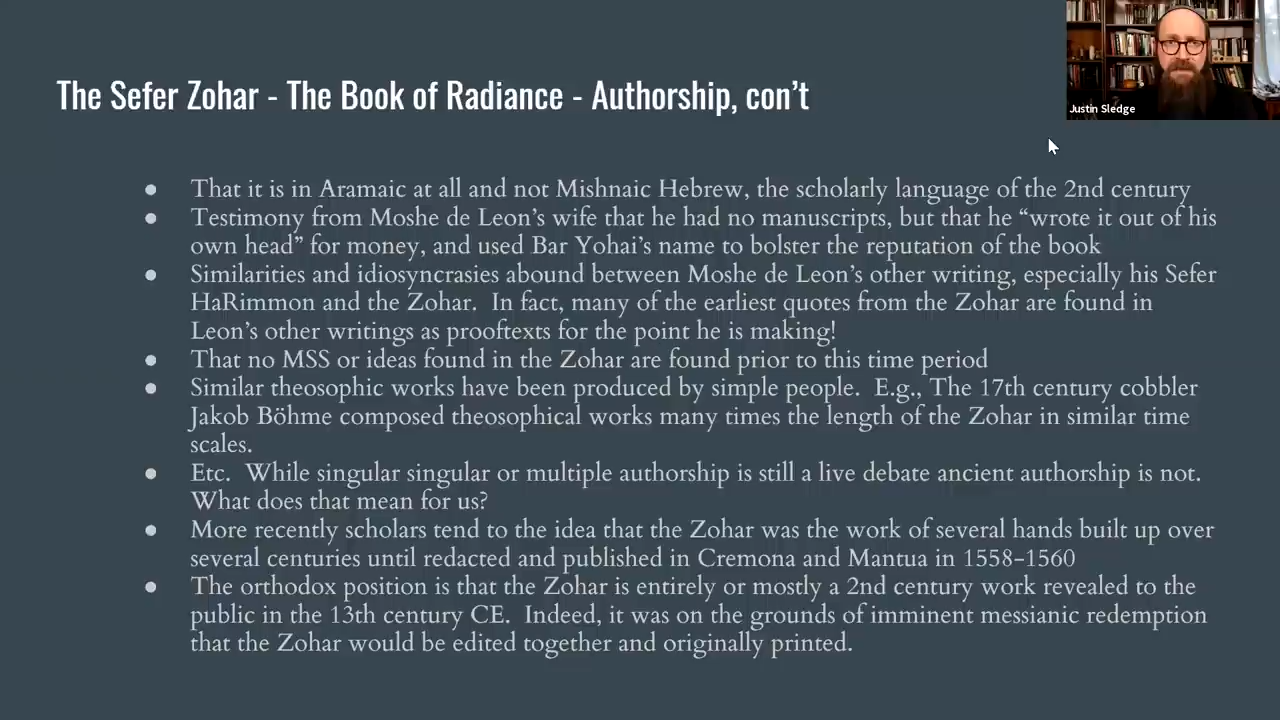 Justin Sledge
The Sefer Zohar - The Book of Radiance - Authorship, con't
● That it is in Aramaic at all and not Mishnaic Hebrew, the scholarly language of the 2nd century
● Testimony from Moshe de Leon's wife that he had no manuscripts, but that he “wrote it out of his
own head” for money, and used Bar Yohai's name to bolster the reputation of the book
● Similarities and idiosyncrasies abound between Moshe de Leon's other writing, especially his Sefer
HaRimmon and the Zohar. In fact, many of the earliest quotes from the Zohar are found in
Leon's other writings as prooftexts for the point he is making!
● That no MSS or ideas found in the Zohar are found prior to this time period
● Similar theosophic works have been produced by simple people. E.g., The 17th century cobbler
Jakob Böhme composed theosophical works many times the length of the Zohar in similar time
scales.
● Etc. While singular singular or multiple authorship is still a live debate ancient authorship is not.
What does that mean for us?
● More recently scholars tend to the idea that the Zohar was the work of several hands built up over
several centuries until redacted and published in Cremona and Mantua in 1558-1560
● The orthodox position is that the Zohar is entirely or mostly a 2nd century work revealed to the
public in the 13th century CE. Indeed, it was on the grounds of imminent messianic redemption
that the Zohar would be edited together and originally printed.